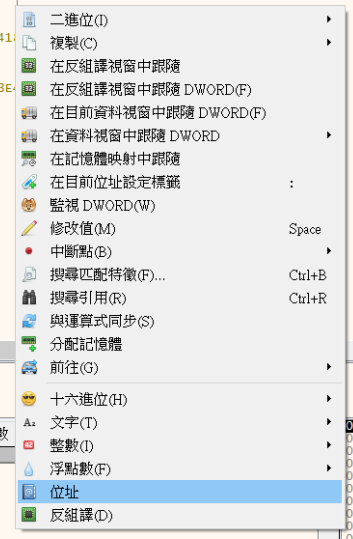 二進位(I)
418
複製(C)
在反組譯視窗中跟隨
3E4
在反組譯視窗中跟隨 DWORD(F)
在目前資料視窗中跟隨 DWORD(F)
在資料視窗中跟隨 DWORD
在記憶體映射中跟隨
在目前位址設定標籤 :
監視 DWORD(W)
修改值(M) Space
中斷點(B)
搜尋匹配特徵(F)... Ctrl+B
搜尋引用(R) Ctrl+R
與運算式同步(S)
分配記憶體
前往(G)
十六進位(H)
文字(T)
數
整數(I)
浮點數(F)
位址
反組譯(D)